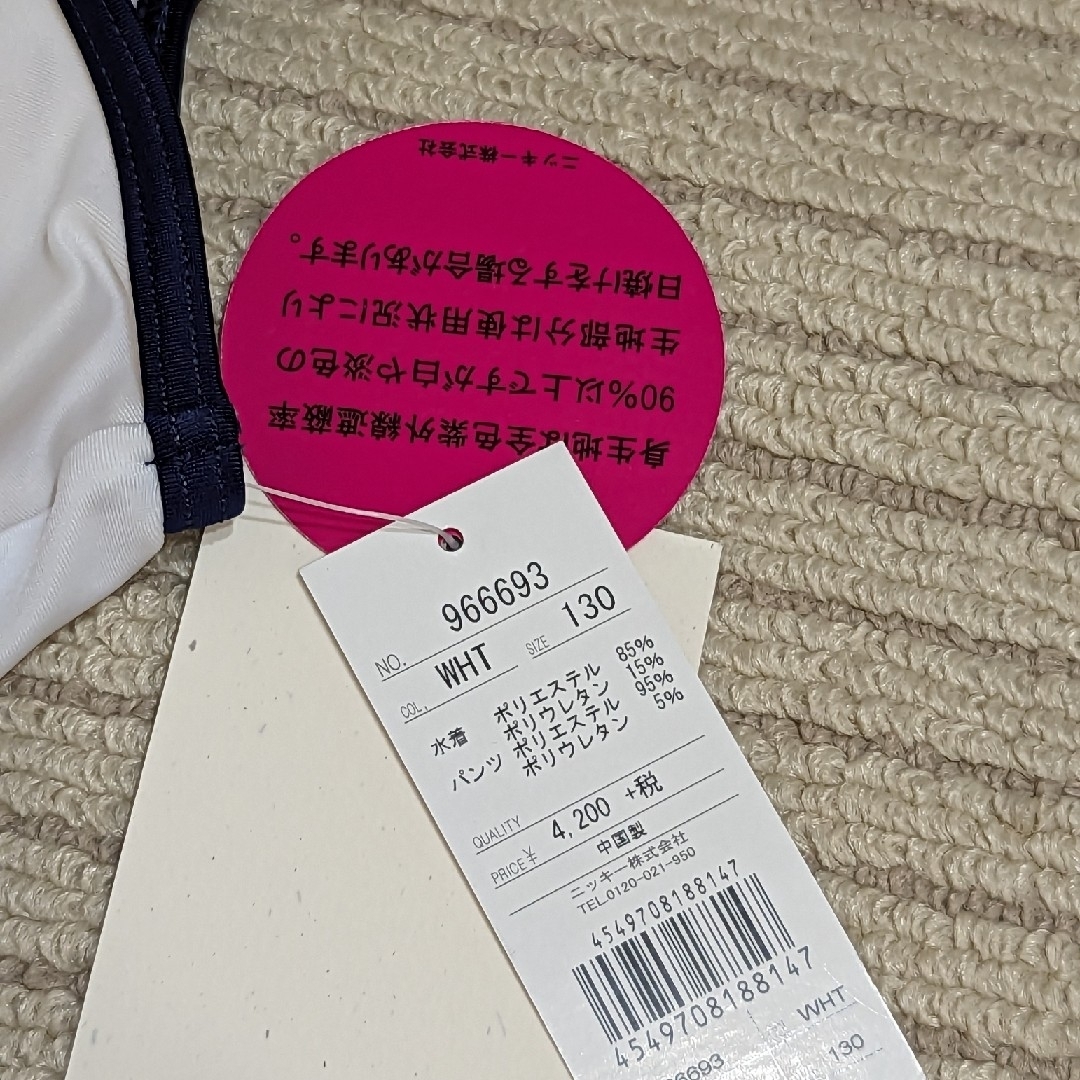 身生地は全色紫外線遮蔽率
90%以上ですが白や淡色の
生地部分は使用状況により
日焼けをする場合があります。
ニッキー株式会社
NO. 966693
COL. WHT SIZE 130
水着 ポリエステル 85%
ポリウレタン 15%
パンツ ポリエステル 95%
ポリウレタン 5%
QUALITY
PRICE¥ 4,200 +税
中国製
ニッキー株式会社
TEL.0120-021-950
4549708188147
4549708188147
WHT
130